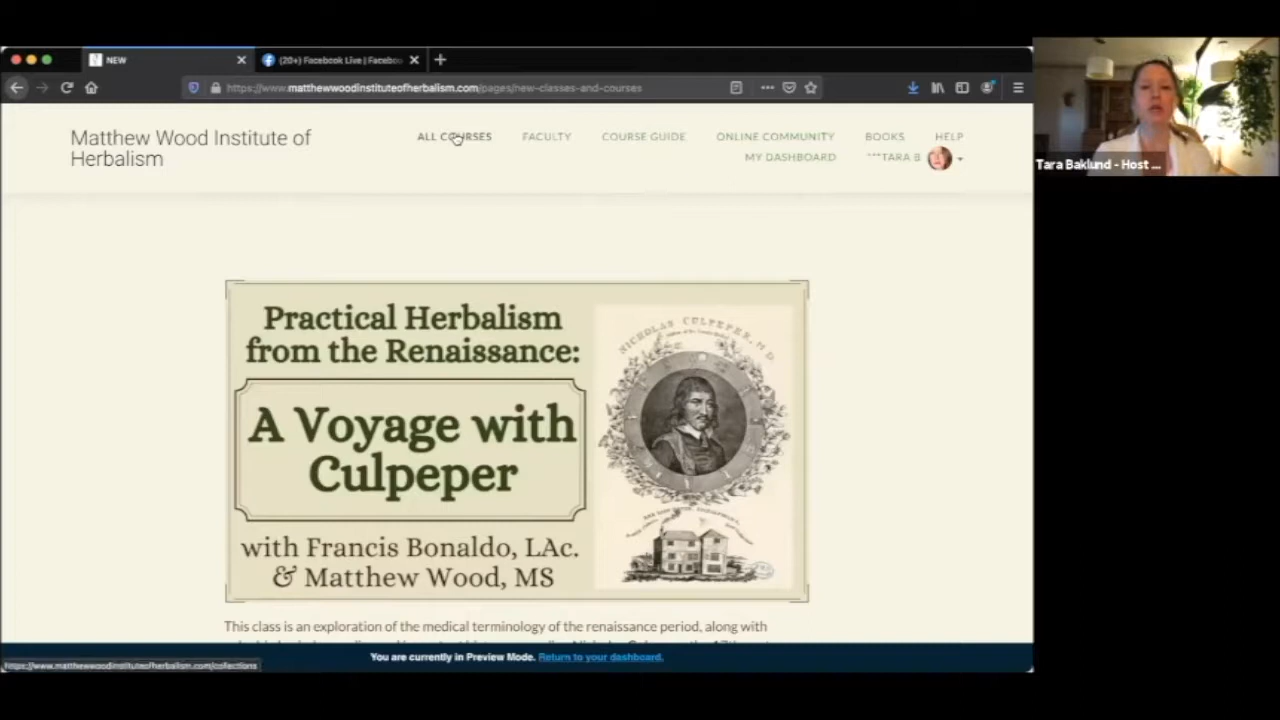 NEW
(20+) Facebook Live | Facebo
https://www.matthewwoodinstituteofherbalism.com/pages/new-classes-and-courses
Matthew Wood Institute of
Herbalism
ALL COURSES
FACULTY
COURSE GUIDE
ONLINE COMMUNITY
BOOKS
HELP
MY DASHBOARD
***TARA B
Tara Baklund - Host ...
Practical Herbalism
from the Renaissance:
A Voyage with
Culpeper
with Francis Bonaldo, LAc.
& Matthew Wood, MS
NICHOLAS CULPEPER, M D
This class is an exploration of the medical terminology of the renaissance period, along with
You are currently in Preview Mode. Return to your dashboard.
https://www.matthewwoodinstituteofherbalism.com/collections